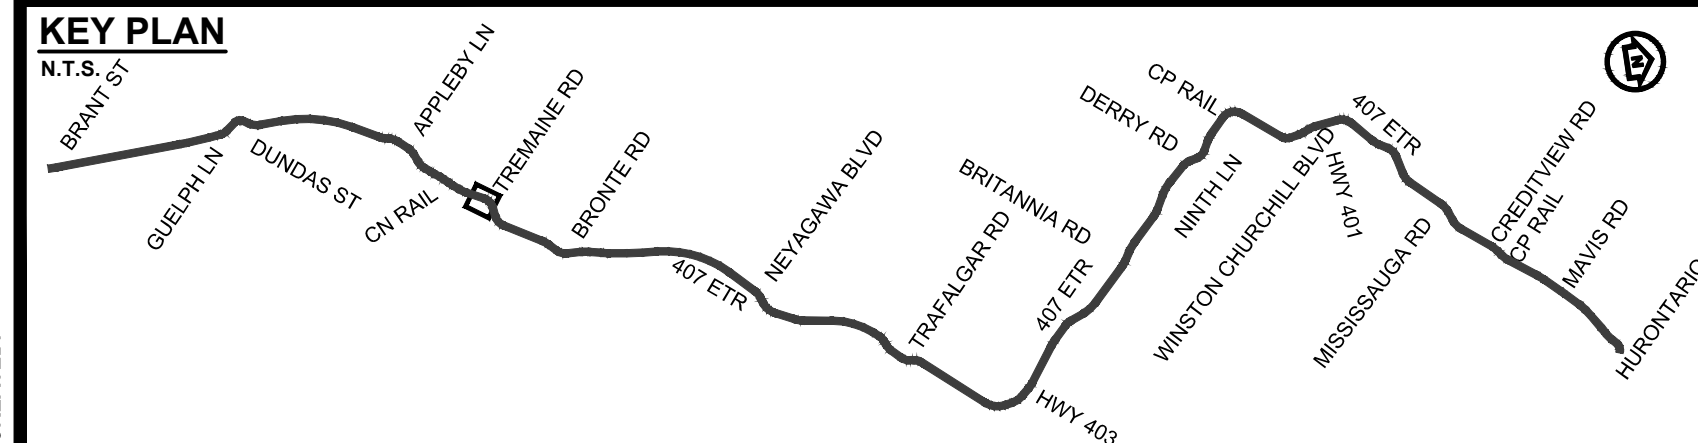 KEY PLAN
N.T.S.
BRANT ST
GUELPH LN
DUNDAS ST
APPLEBY LN
CN RAIL
TREMAINE RD
BRONTE RD
407 ETR
NEYAGAWA BLVD
TRAFALGAR RD
HWY 403
407 ETR
BRITANNIA RD
DERRY RD
CP RAIL
NINTH LN
WINSTON CHURCHILL BLVD
HWY 401
407 ETR
MISSISSAUGA RD
CREDITVIEW RD
CP RAIL
MAVIS RD
HURONTARIO
N